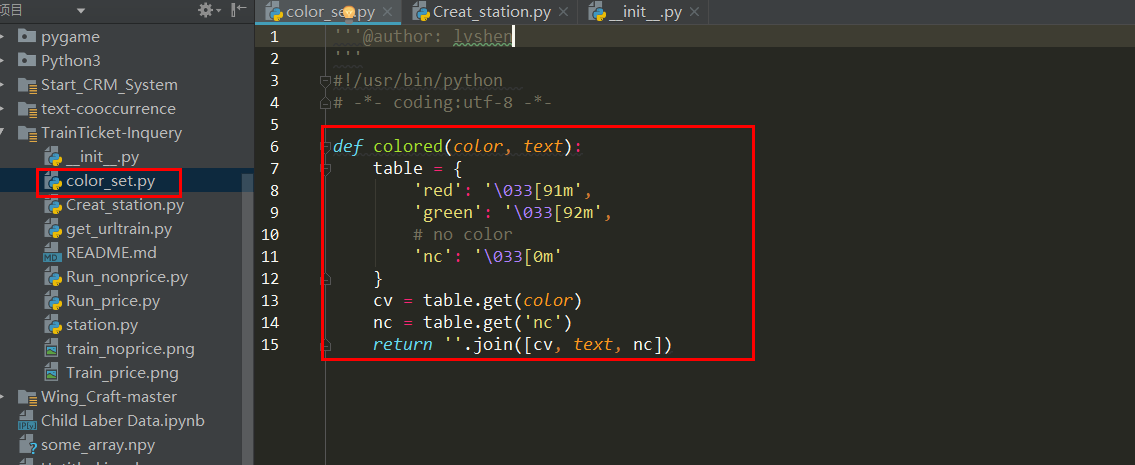 项目
color_set.py
Creat_station.py
__init__.py
pygame
Python3
Start_CRM_System
text-cooccurrence
TrainTicket-Inquery
__init__.py
color_set.py
Creat_station.py
get_urltrain.py
README.md
Run_nonprice.py
Run_price.py
station.py
train_noprice.png
Train_price.png
Wing_Craft-master
Child Laber Data.ipynb
some_array.npy
1 '''@author: lvshen
2 '''
3 #!/usr/bin/python
4 # -*- coding:utf-8 -*-
5
6 def colored(color, text):
7 table = {
8 'red': '\033[91m',
9 'green': '\033[92m',
10 # no color
11 'nc': '\033[0m'
12 }
13 cv = table.get(color)
14 nc = table.get('nc')
15 return ''.join([cv, text, nc])